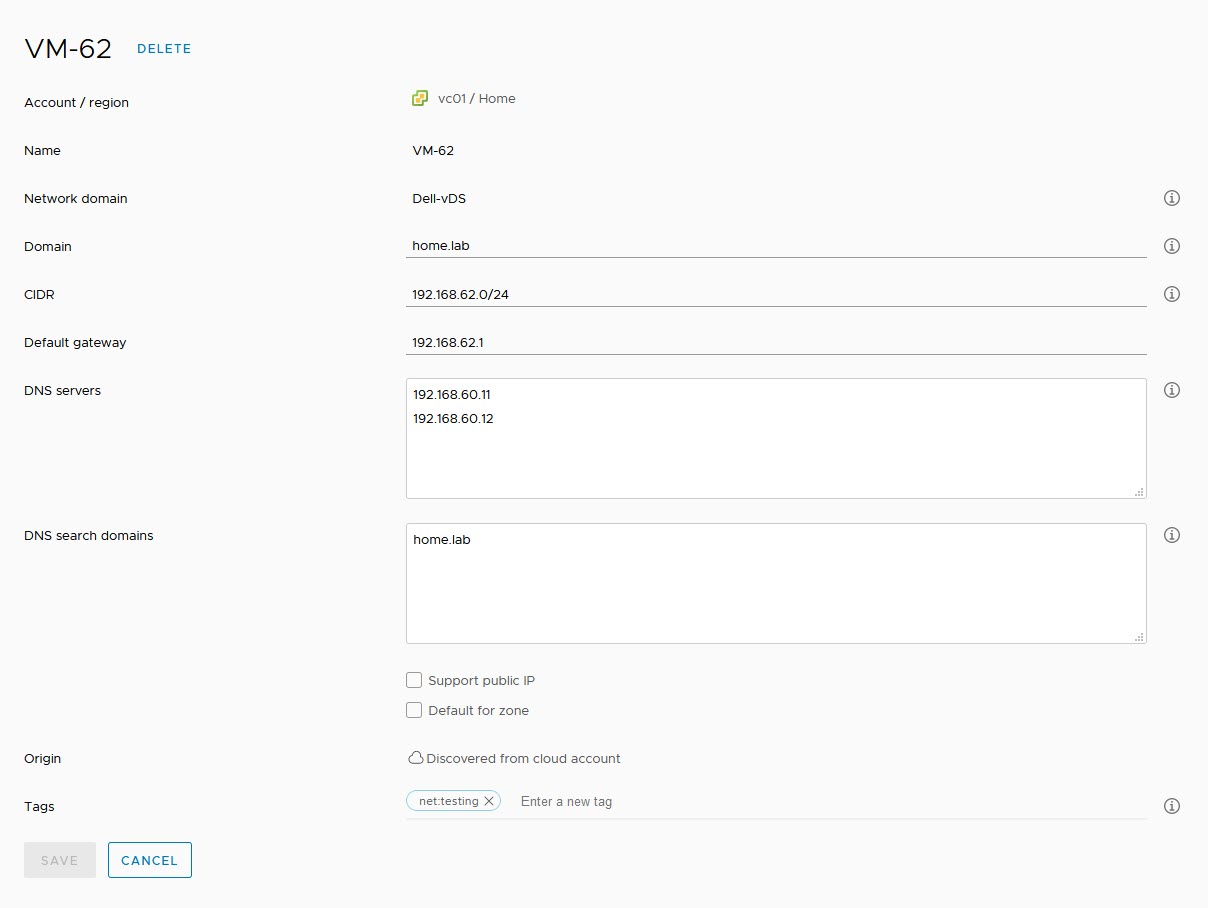 VM-62 DELETE
Account / region vc01 / Home
Name VM-62
Network domain Dell-vDS
Domain home.lab
CIDR 192.168.62.0/24
Default gateway 192.168.62.1
DNS servers 192.168.60.11
192.168.60.12
DNS search domains home.lab
Support public IP
Default for zone
Origin Discovered from cloud account
Tags net:testing Enter a new tag
SAVE CANCEL